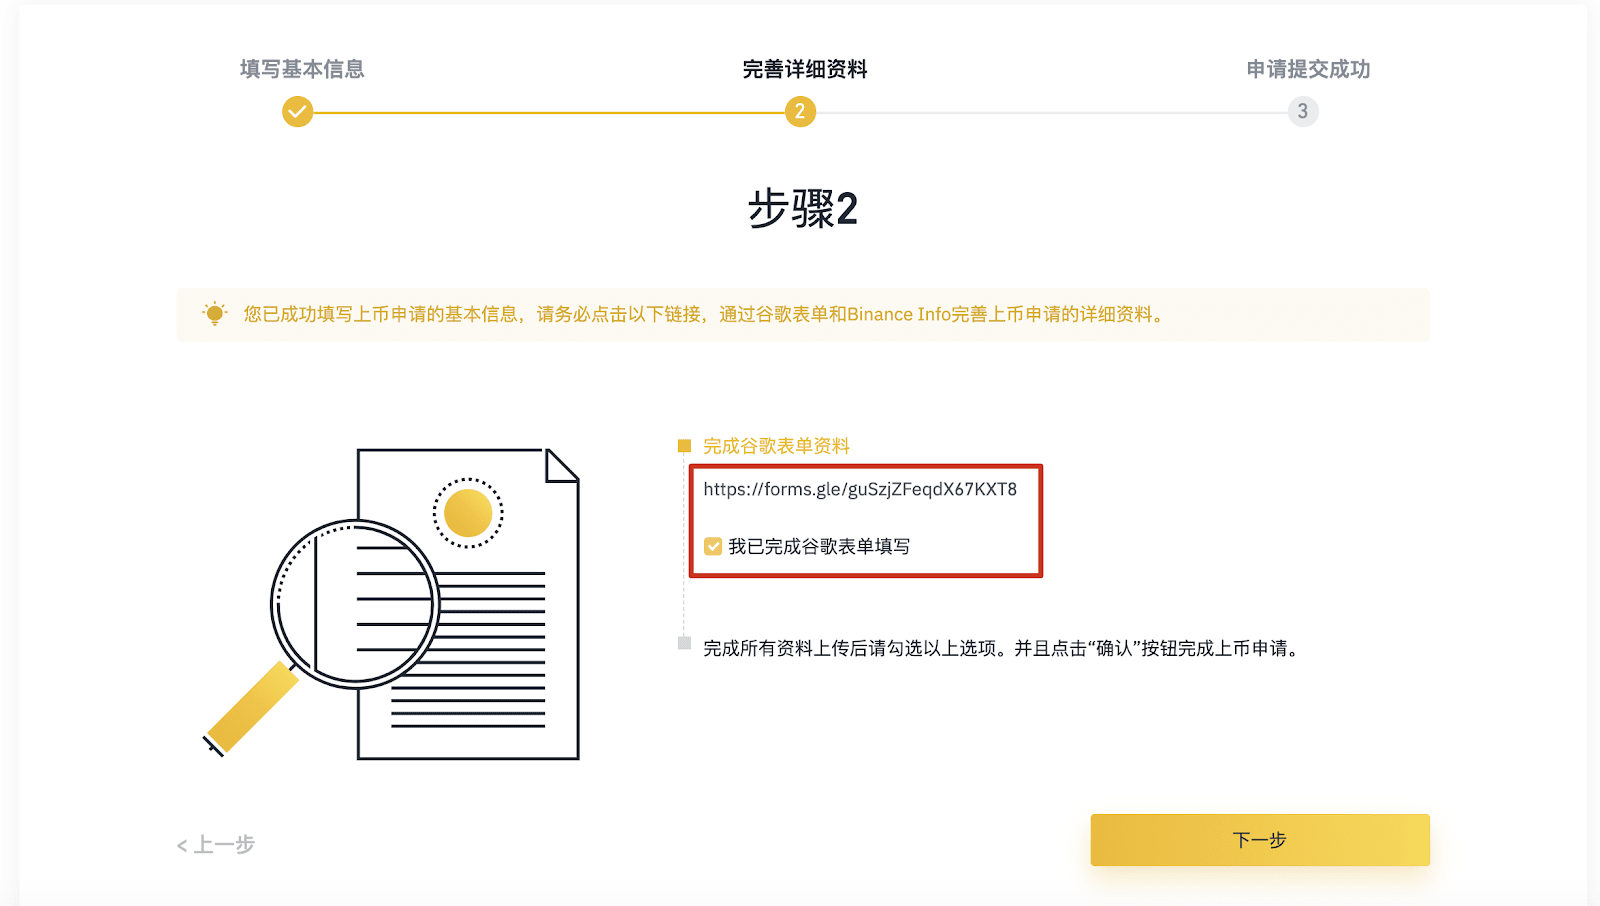 填写基本信息
完善详细资料
申请提交成功
2
3
步骤2
您已成功填写上币申请的基本信息，请务必点击以下链接，通过谷歌表单和Binance Info完善上币申请的详细资料。
完成谷歌表单资料
https://forms.gle/guSzjZFeqdX67KXT8
我已完成谷歌表单填写
完成所有资料上传后请勾选以上选项。并且点击“确认”按钮完成上币申请。
< 上一步
下一步